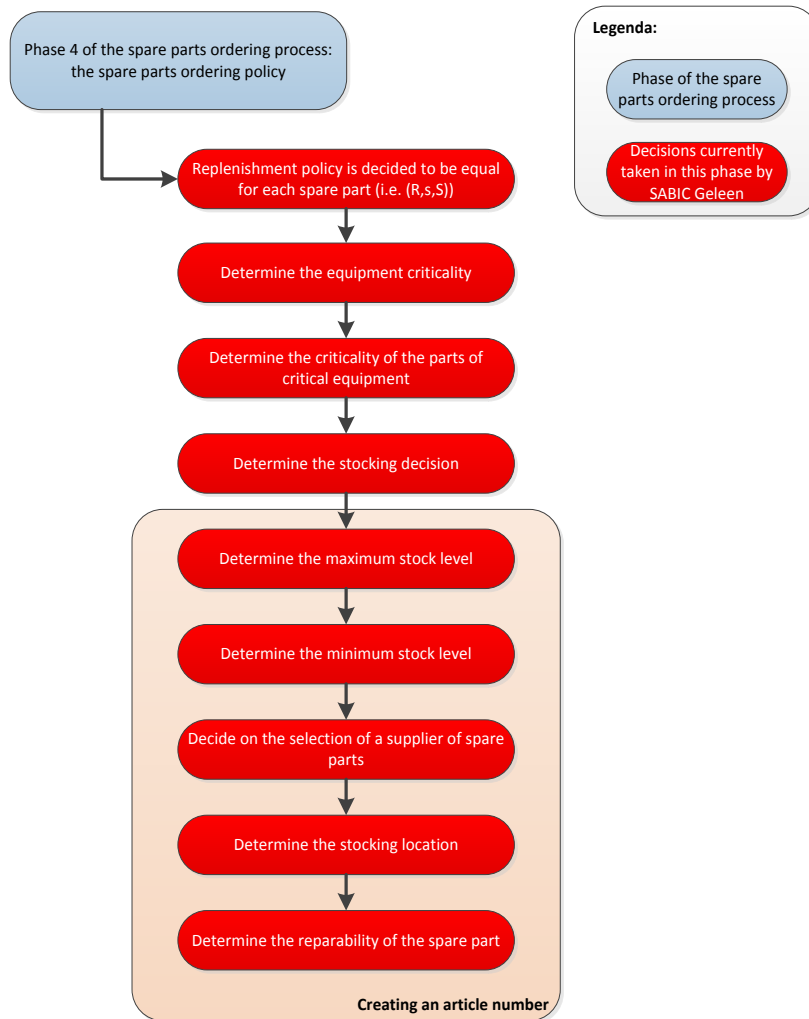 Phase 4 of the spare parts ordering process:
the spare parts ordering policy
Legenda:
Phase of the spare
parts ordering process
Decisions currently
taken in this phase by
SABIC Geleen
Replenishment policy is decided to be equal
for each spare part (i.e. (R,s,S))
Determine the equipment criticality
Determine the criticality of the parts of
critical equipment
Determine the stocking decision
Determine the maximum stock level
Determine the minimum stock level
Decide on the selection of a supplier of spare
parts
Determine the stocking location
Determine the reparability of the spare part
Creating an article number